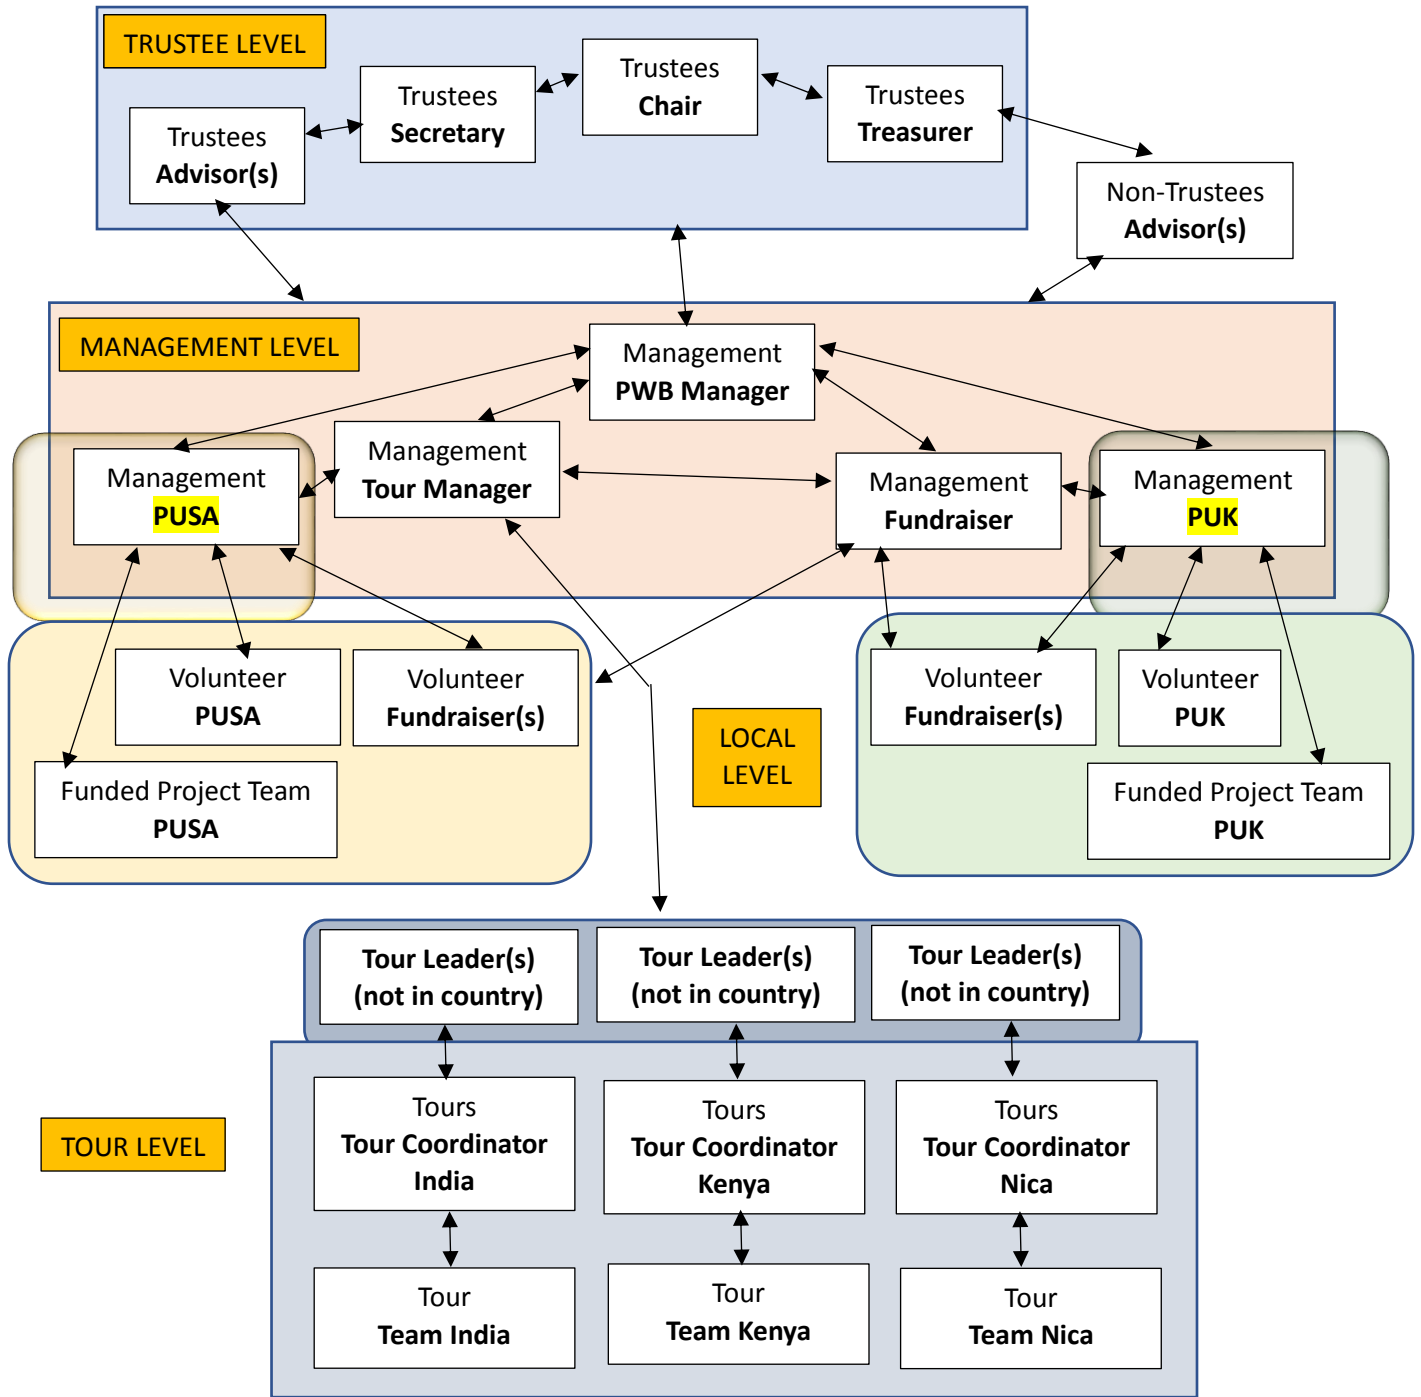 TRUSTEE LEVEL
Trustees
Chair
Trustees
Secretary
Trustees
Treasurer
Trustees
Advisor(s)
Non-Trustees
Advisor(s)
MANAGEMENT LEVEL
Management
PWB Manager
Management
Tour Manager
Management
PUSA
Management
Fundraiser
Management
PUK
Volunteer
PUSA
Volunteer
Fundraiser(s)
Funded Project Team
PUSA
LOCAL
LEVEL
Volunteer
Fundraiser(s)
Volunteer
PUK
Funded Project Team
PUK
Tour Leader(s)
(not in country)
Tour Leader(s)
(not in country)
Tour Leader(s)
(not in country)
TOUR LEVEL
Tours
Tour Coordinator
India
Tours
Tour Coordinator
Kenya
Tours
Tour Coordinator
Nica
Tour
Team India
Tour
Team Kenya
Tour
Team Nica